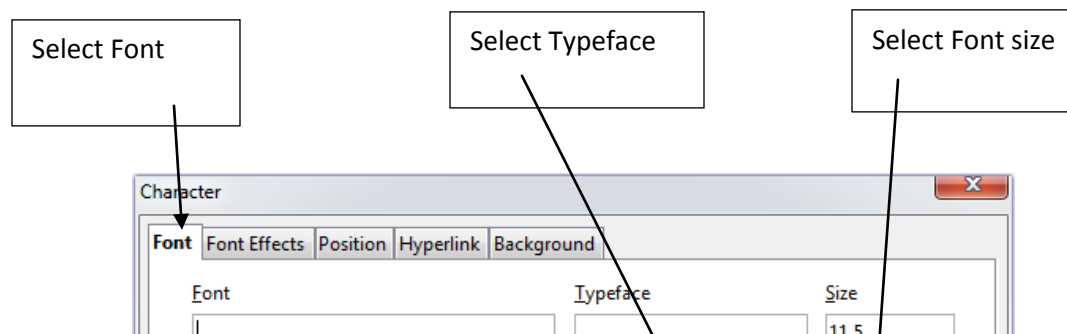 Select Font Select Typeface Select Font size
Character
Font Font Effects Position Hyperlink Background
Font Typeface Size
11.5